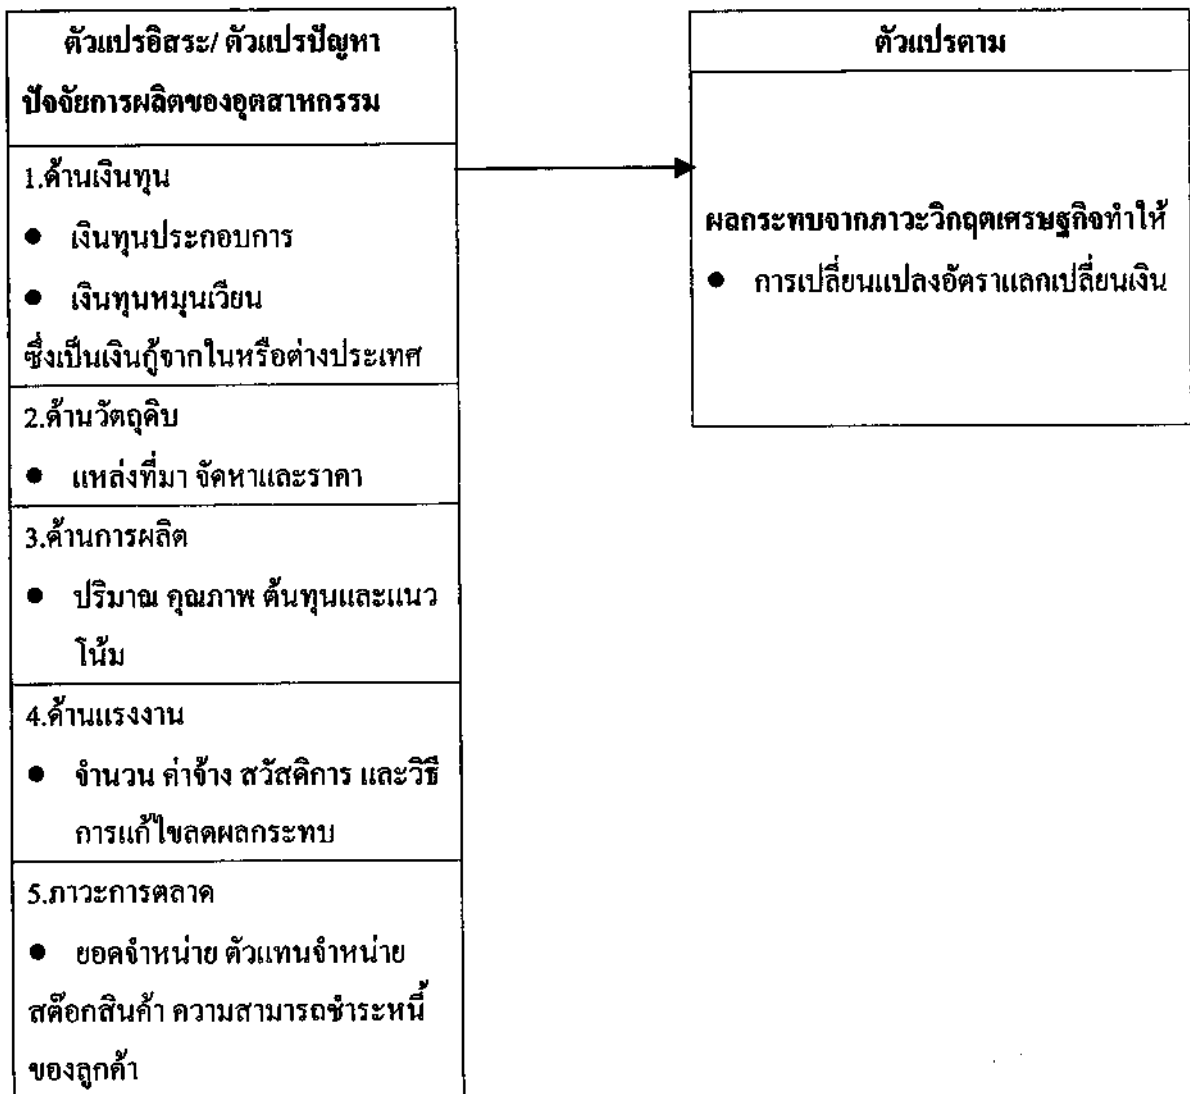 ตัวแปรอิสระ/ ตัวแปรปัญหา
ปัจจัยการผลิตของอุตสาหกรรม
1.ด้านเงินทุน
● เงินทุนประกอบการ
● เงินทุนหมุนเวียน
ซึ่งเป็นเงินกู้จากในหรือต่างประเทศ
2.ด้านวัตถุดิบ
● แหล่งที่มา จัดหาและราคา
3.ด้านการผลิต
● ปริมาณ คุณภาพ ต้นทุนและแนว
โน้ม
4.ด้านแรงงาน
● จำนวน ค่าจ้าง สวัสดิการ และวิธี
การแก้ไขลดผลกระทบ
5.ภาวะการตลาด
● ยอดจำหน่าย ตัวแทนจำหน่าย
สต๊อกสินค้า ความสามารถชำระหนี้
ของลูกค้า
ตัวแปรตาม
ผลกระทบจากภาวะวิกฤตเศรษฐกิจทำให้
● การเปลี่ยนแปลงอัตราแลกเปลี่ยนเงิน